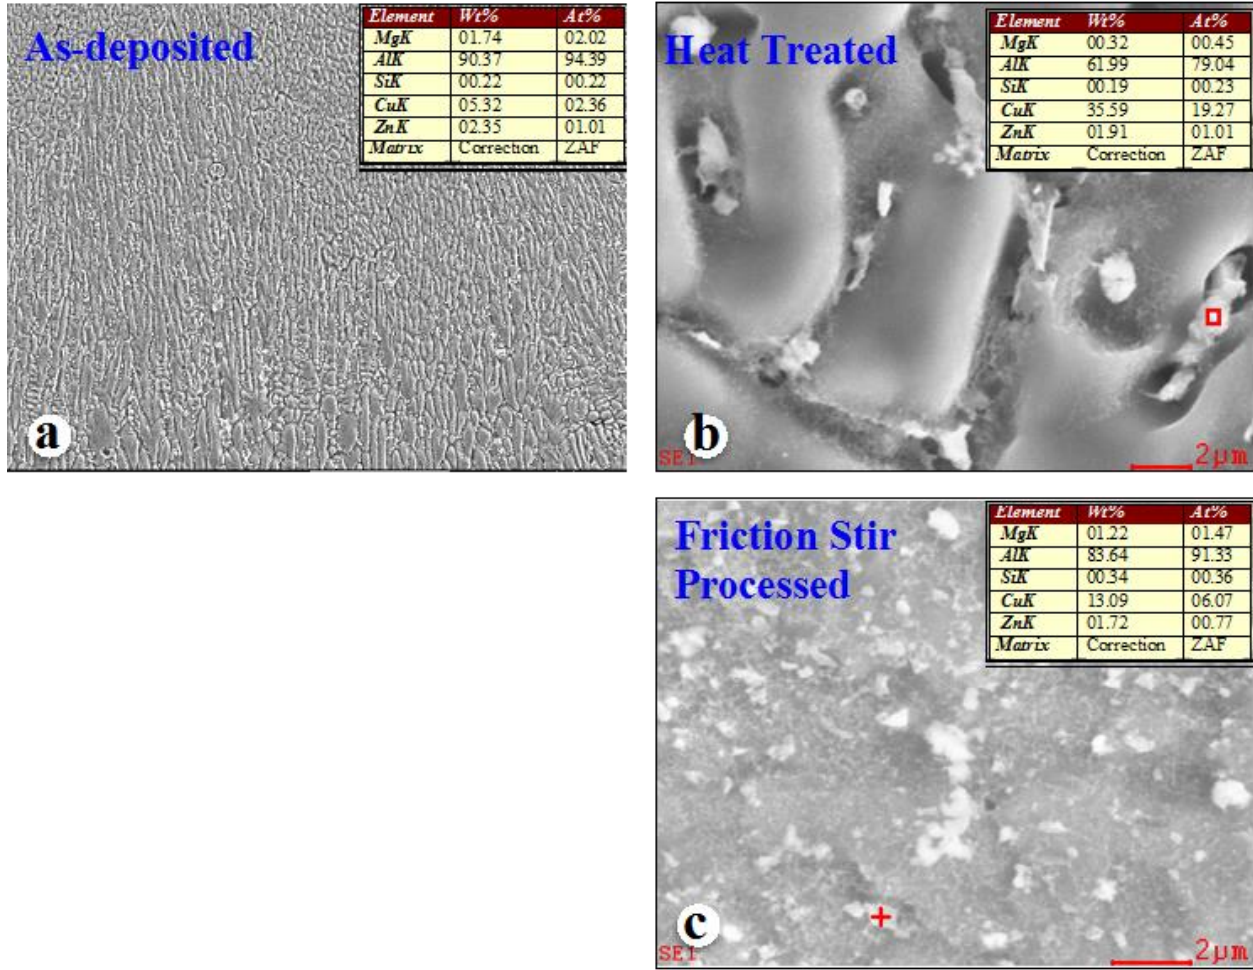 As-deposited
Element Wt% At%
MgK 01.74 02.02
AlK 90.37 94.39
SiK 00.22 00.22
CuK 05.32 02.36
ZnK 02.35 01.01
Matrix Correction ZAF
a
Heat Treated
Element Wt% At%
MgK 00.32 00.45
AlK 61.99 79.04
SiK 00.19 00.23
CuK 35.59 19.27
ZnK 01.91 01.01
Matrix Correction ZAF
b
SE1 2µm
Friction Stir
Processed
Element Wt% At%
MgK 01.22 01.47
AlK 83.64 91.33
SiK 00.34 00.36
CuK 13.09 06.07
ZnK 01.72 00.77
Matrix Correction ZAF
c
SE1 2µm